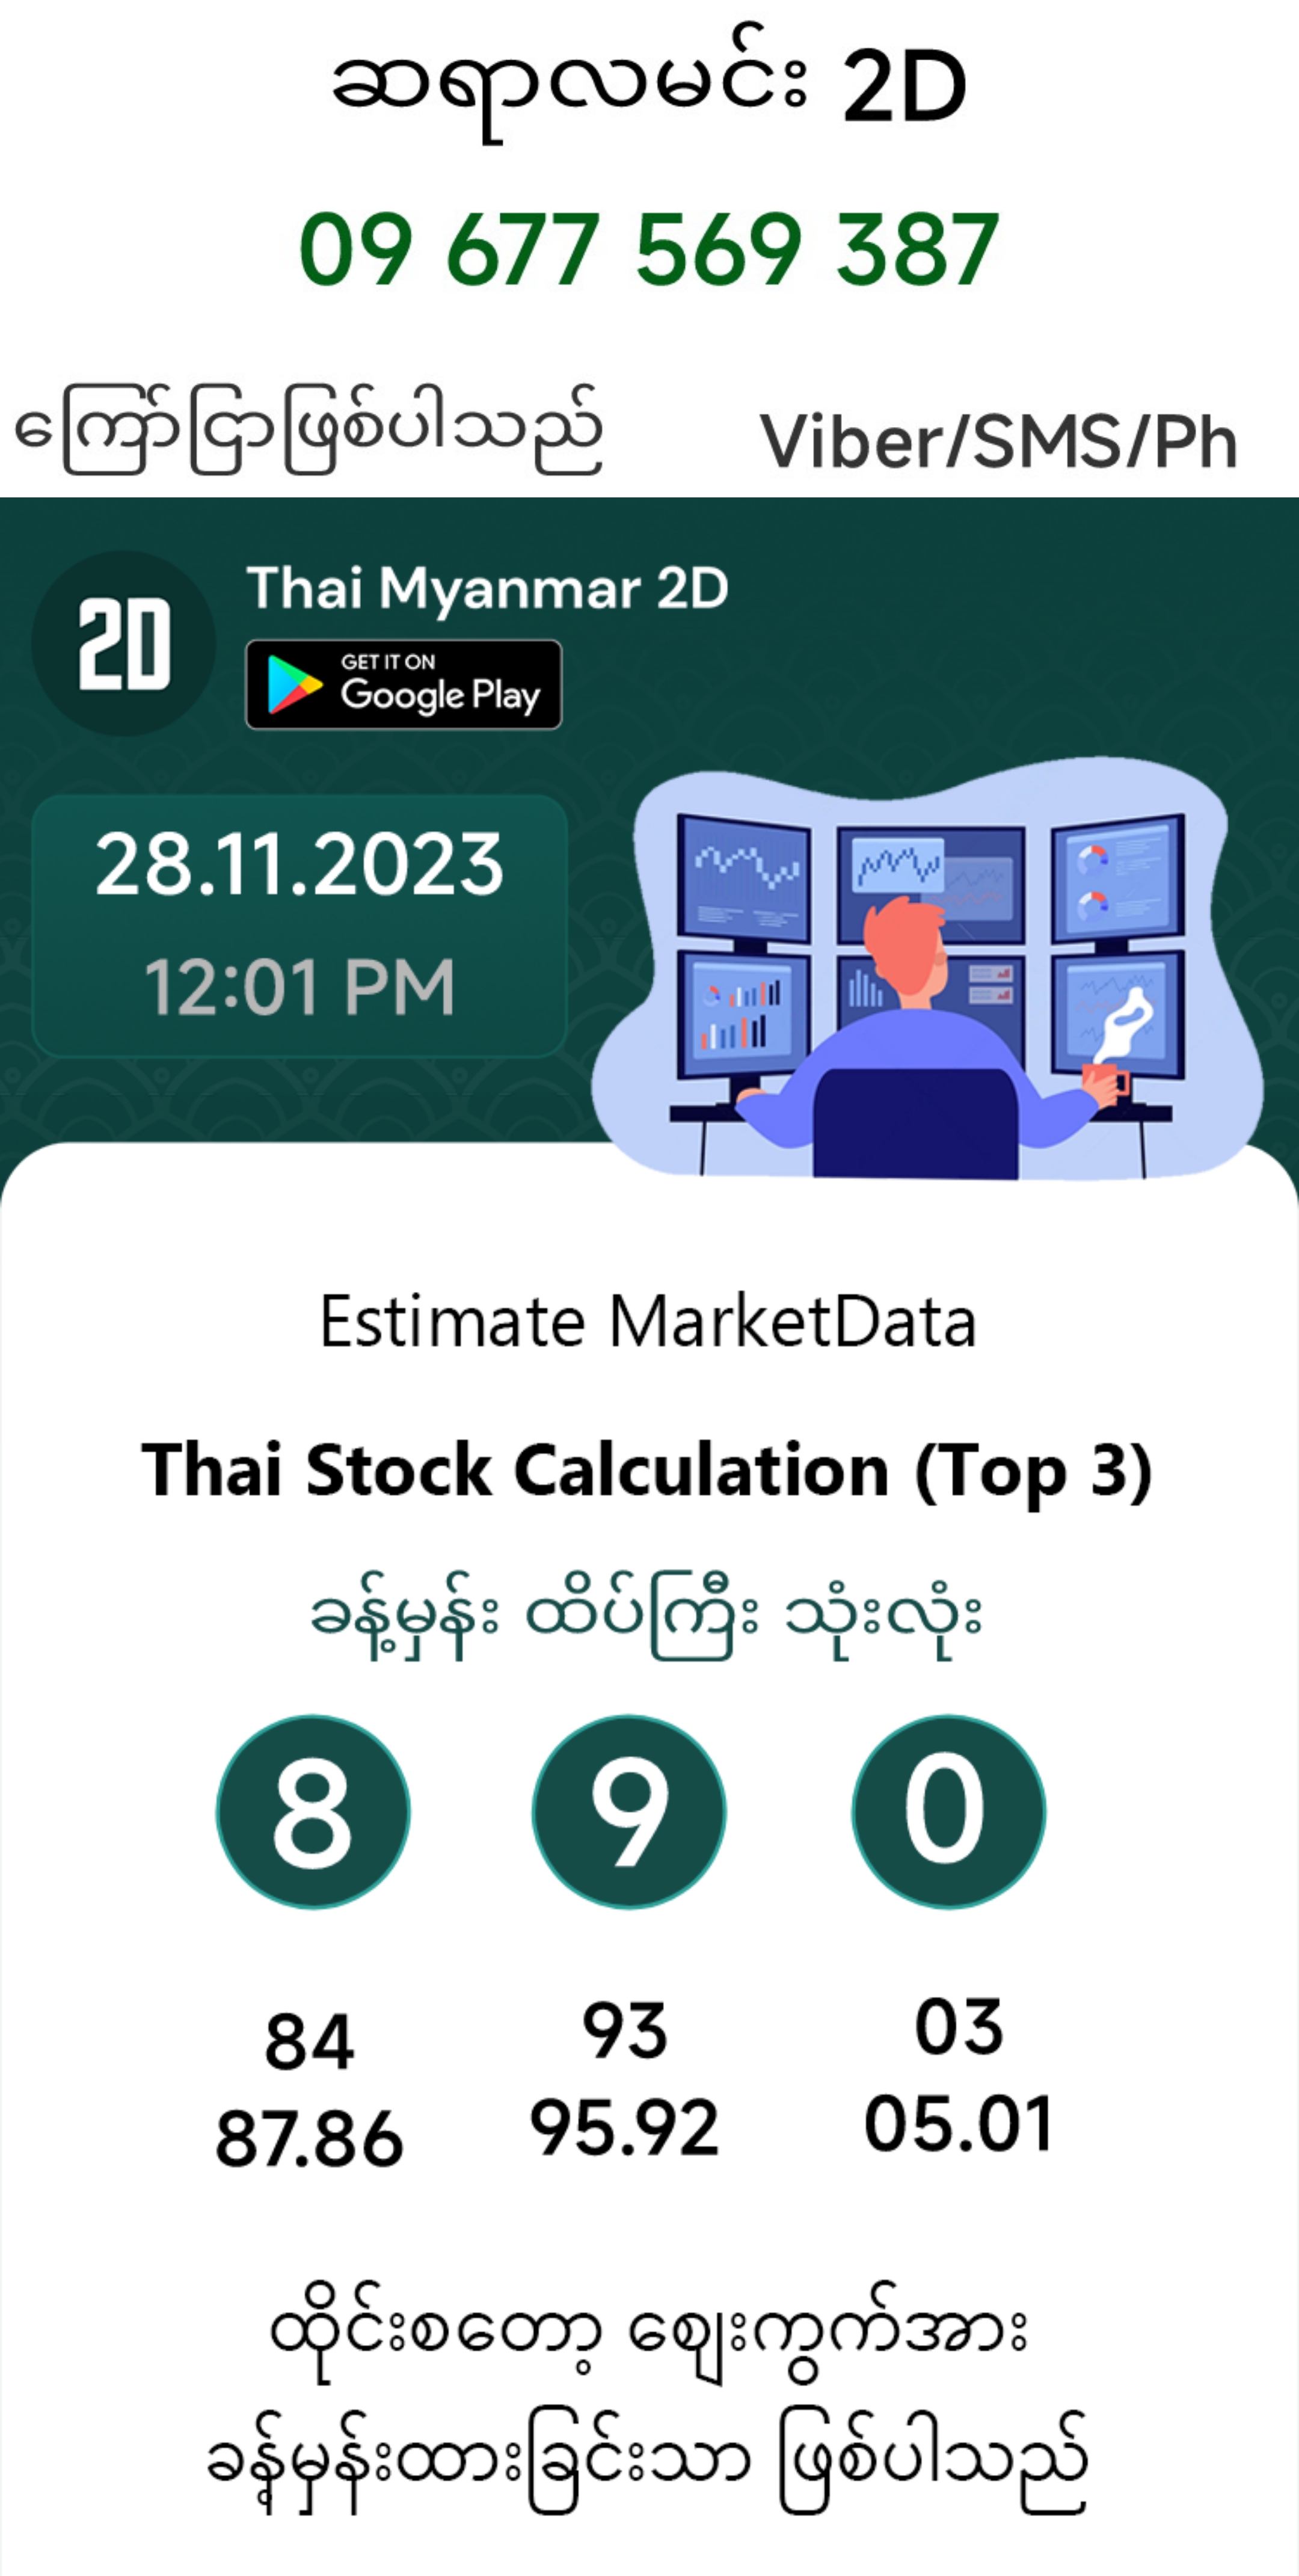 ဆရာလမင်း 2D
09 677 569 387
ကြော်ငြာဖြစ်ပါသည် Viber/SMS/Ph
2D
Thai Myanmar 2D
GET IT ON
Google Play
28.11.2023
12:01 PM
Estimate MarketData
Thai Stock Calculation (Top 3)
ခန့်မှန်း ထိပ်ကြီး သုံးလုံး
8 9 0
84 93 03
87.86 95.92 05.01
ထိုင်းစတော့ ဈေးကွက်အား
ခန့်မှန်းထားခြင်းသာ ဖြစ်ပါသည်